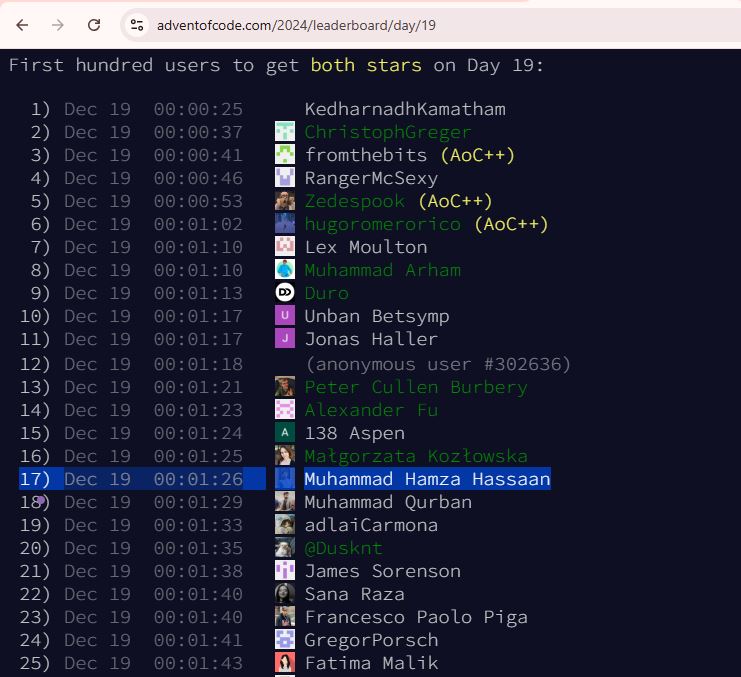 adventofcode.com/2024/leaderboard/day/19
First hundred users to get both stars on Day 19:
1) Dec 19 00:00:25 KedharnadhKamatham
2) Dec 19 00:00:37 ChristophGreger
3) Dec 19 00:00:41 fromthebits (AoC++)
4) Dec 19 00:00:46 RangerMcSexy
5) Dec 19 00:00:53 Zedespook (AoC++)
6) Dec 19 00:01:02 hugoromerorico (AoC++)
7) Dec 19 00:01:10 Lex Moulton
8) Dec 19 00:01:10 Muhammad Arham
9) Dec 19 00:01:13 Duro
10) Dec 19 00:01:17 U Unban Betsymp
11) Dec 19 00:01:17 J Jonas Haller
12) Dec 19 00:01:18 (anonymous user #302636)
13) Dec 19 00:01:21 Peter Cullen Burbery
14) Dec 19 00:01:23 Alexander Fu
15) Dec 19 00:01:24 A 138 Aspen
16) Dec 19 00:01:25 Małgorzata Kozłowska
17) Dec 19 00:01:26 Muhammad Hamza Hassaan
18) Dec 19 00:01:29 Muhammad Qurban
19) Dec 19 00:01:33 adlaiCarmona
20) Dec 19 00:01:35 @Dusknt
21) Dec 19 00:01:38 James Sorenson
22) Dec 19 00:01:40 Sana Raza
23) Dec 19 00:01:40 Francesco Paolo Piga
24) Dec 19 00:01:41 GregorPorsch
25) Dec 19 00:01:43 Fatima Malik